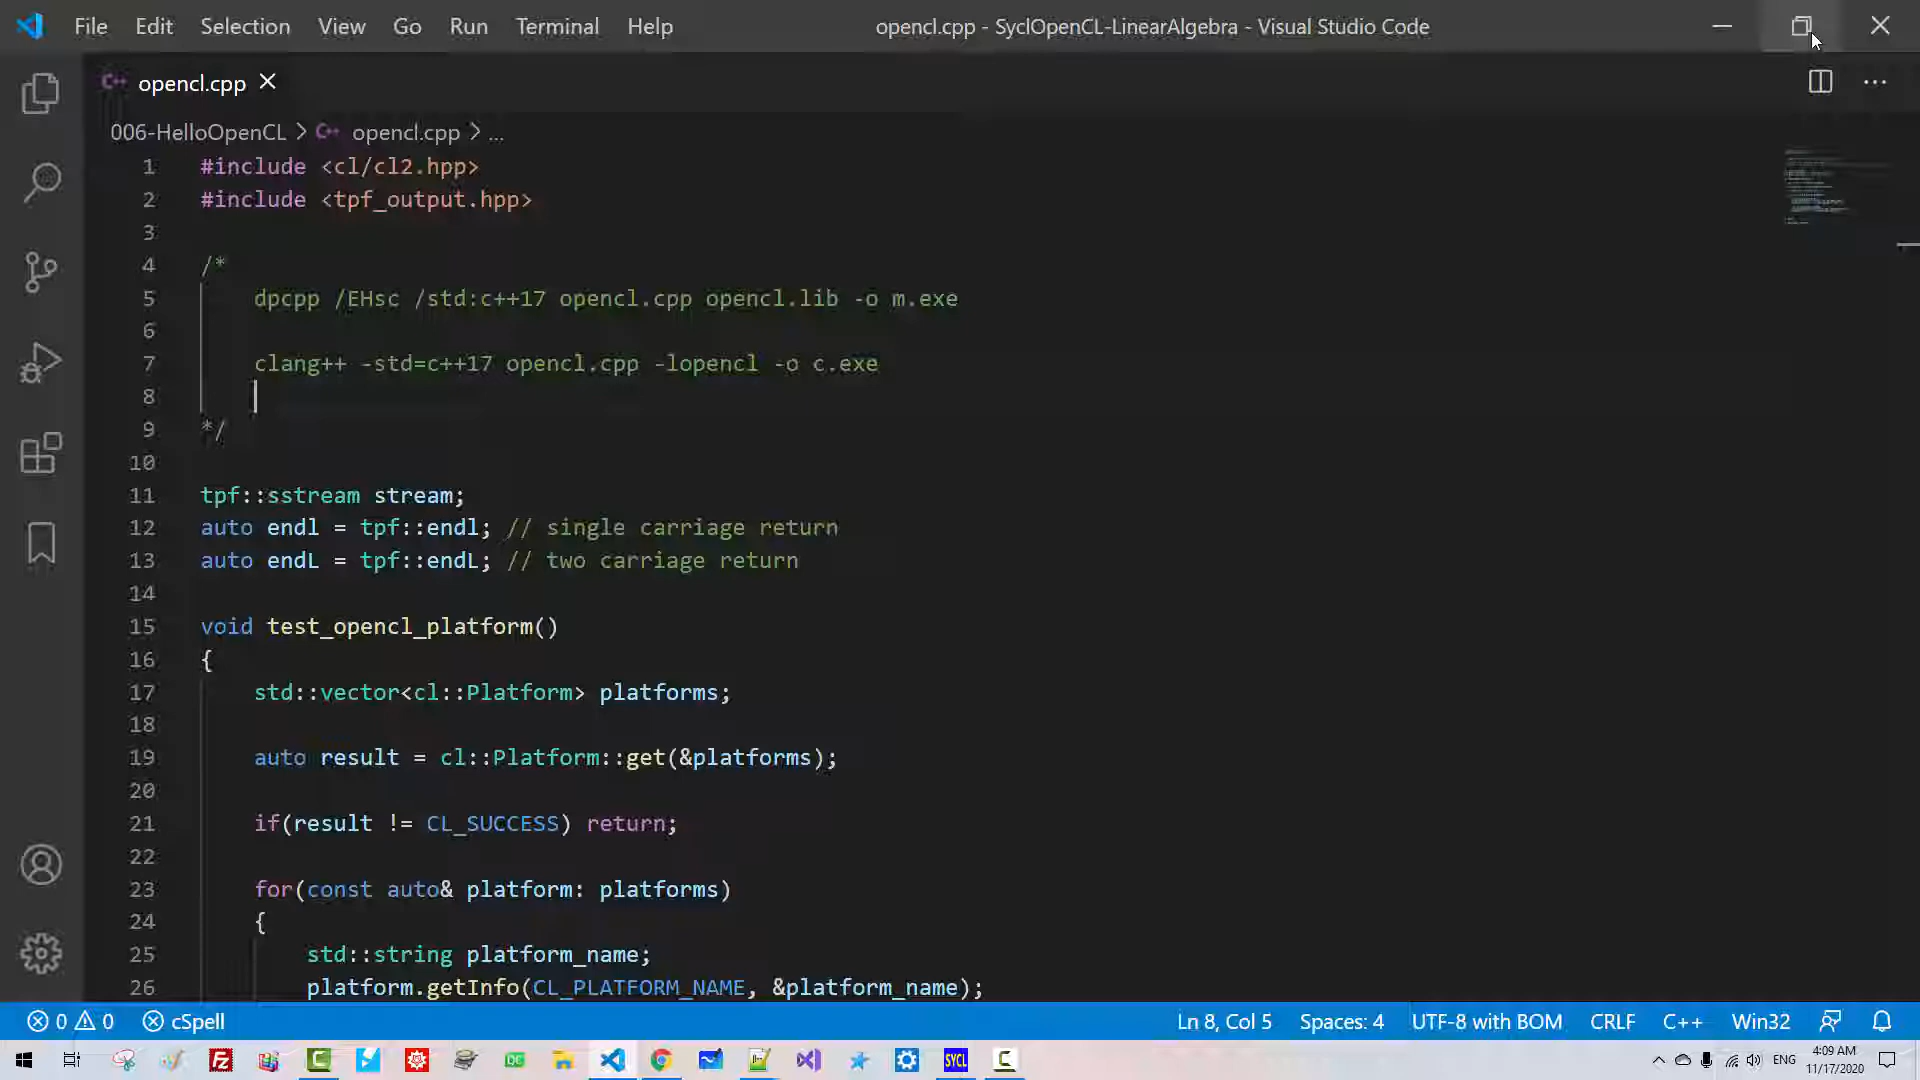 File Edit Selection View Go Run Terminal Help
opencl.cpp - SyclOpenCL-LinearAlgebra - Visual Studio Code
C++ opencl.cpp
006-HelloOpenCL > C++ opencl.cpp > ...
1 #include <cl/cl2.hpp>
2 #include <tpf_output.hpp>
3
4 /*
5 dpcpp /EHsc /std:c++17 opencl.cpp opencl.lib -o m.exe
6
7 clang++ -std=c++17 opencl.cpp -lopencl -o c.exe
8
9 */
10
11 tpf::sstream stream;
12 auto endl = tpf::endl; // single carriage return
13 auto endL = tpf::endL; // two carriage return
14
15 void test_opencl_platform()
16 {
17 std::vector<cl::Platform> platforms;
18
19 auto result = cl::Platform::get(&platforms);
20
21 if(result != CL_SUCCESS) return;
22
23 for(const auto& platform: platforms)
24 {
25 std::string platform_name;
26 platform.getInfo(CL_PLATFORM_NAME, &platform_name);
0 0 cSpell
Ln 8, Col 5 Spaces: 4 UTF-8 with BOM CRLF C++ Win32
SYCL
ENG
4:09 AM
11/17/2020